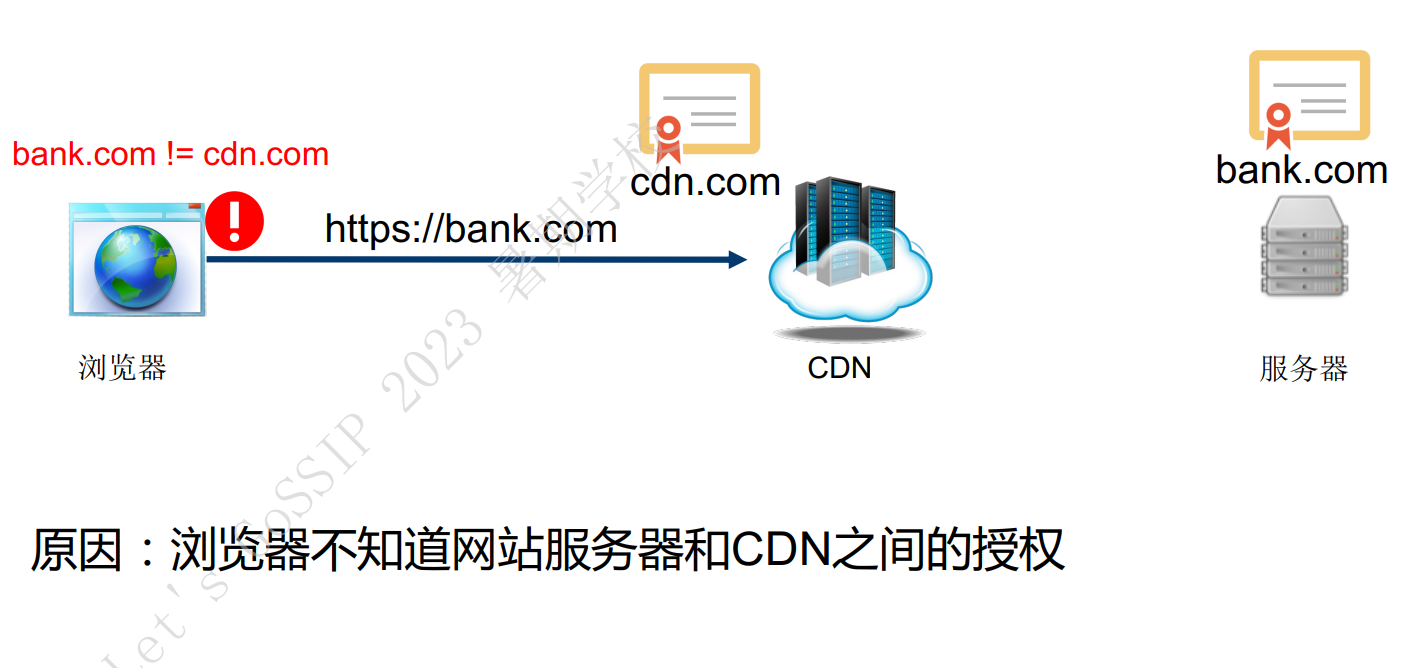 bank.com != cdn.com
https://bank.com
cdn.com
bank.com
浏览器
CDN
服务器
原因：浏览器不知道网站服务器和CDN之间的授权
Let's GoSSIP 2023 暑期学校